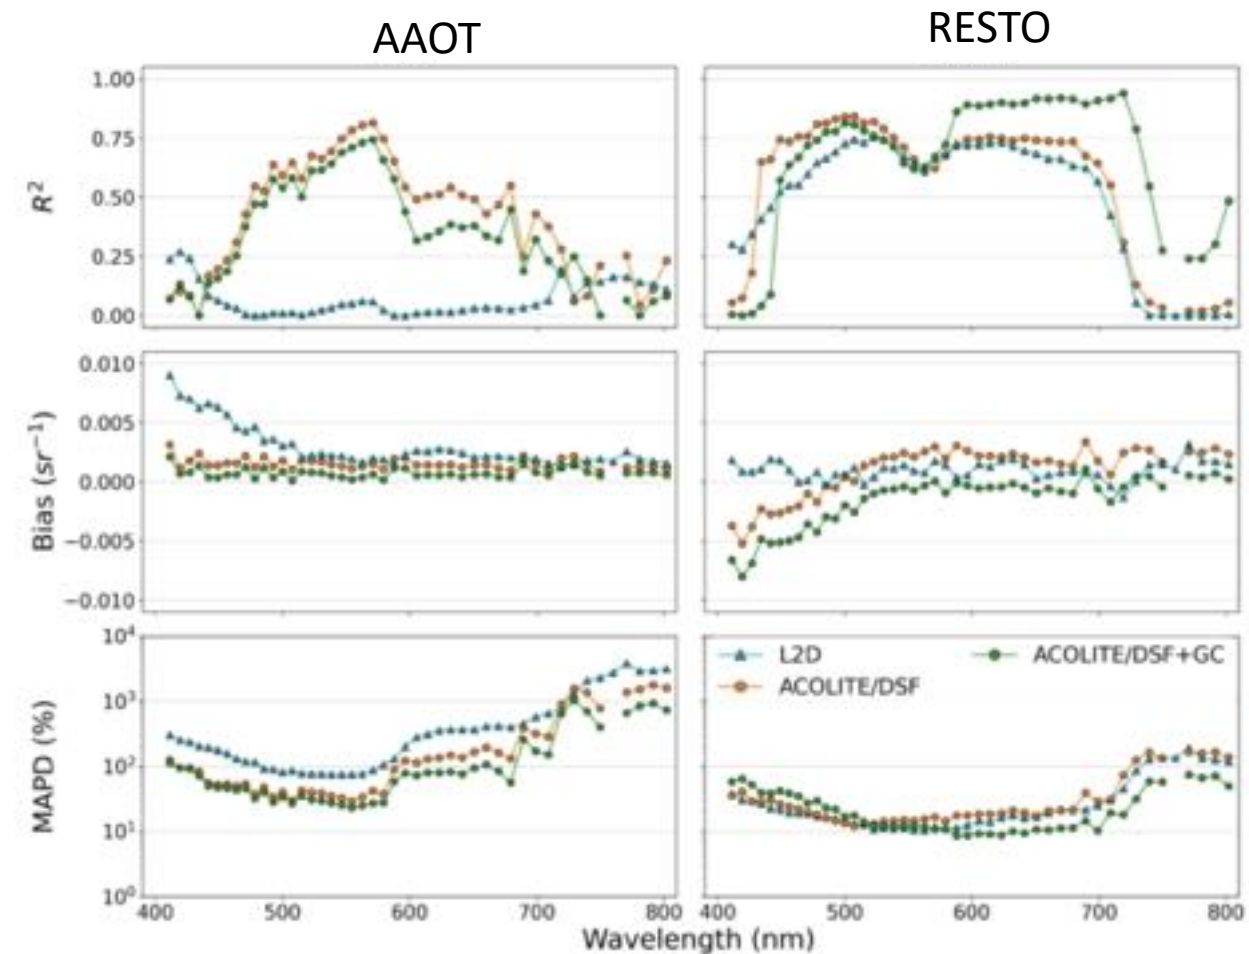 AAOT
RESTO
1.00
0.75
0.50
0.25
0.00
R²
0.010
0.005
0.000
−0.005
−0.010
Bias (sr⁻¹)
10⁴
10³
10²
10¹
10⁰
MAPD (%)
L2D
ACOLITE/DSF
ACOLITE/DSF+GC
400 500 600 700 800
400 500 600 700 800
Wavelength (nm)